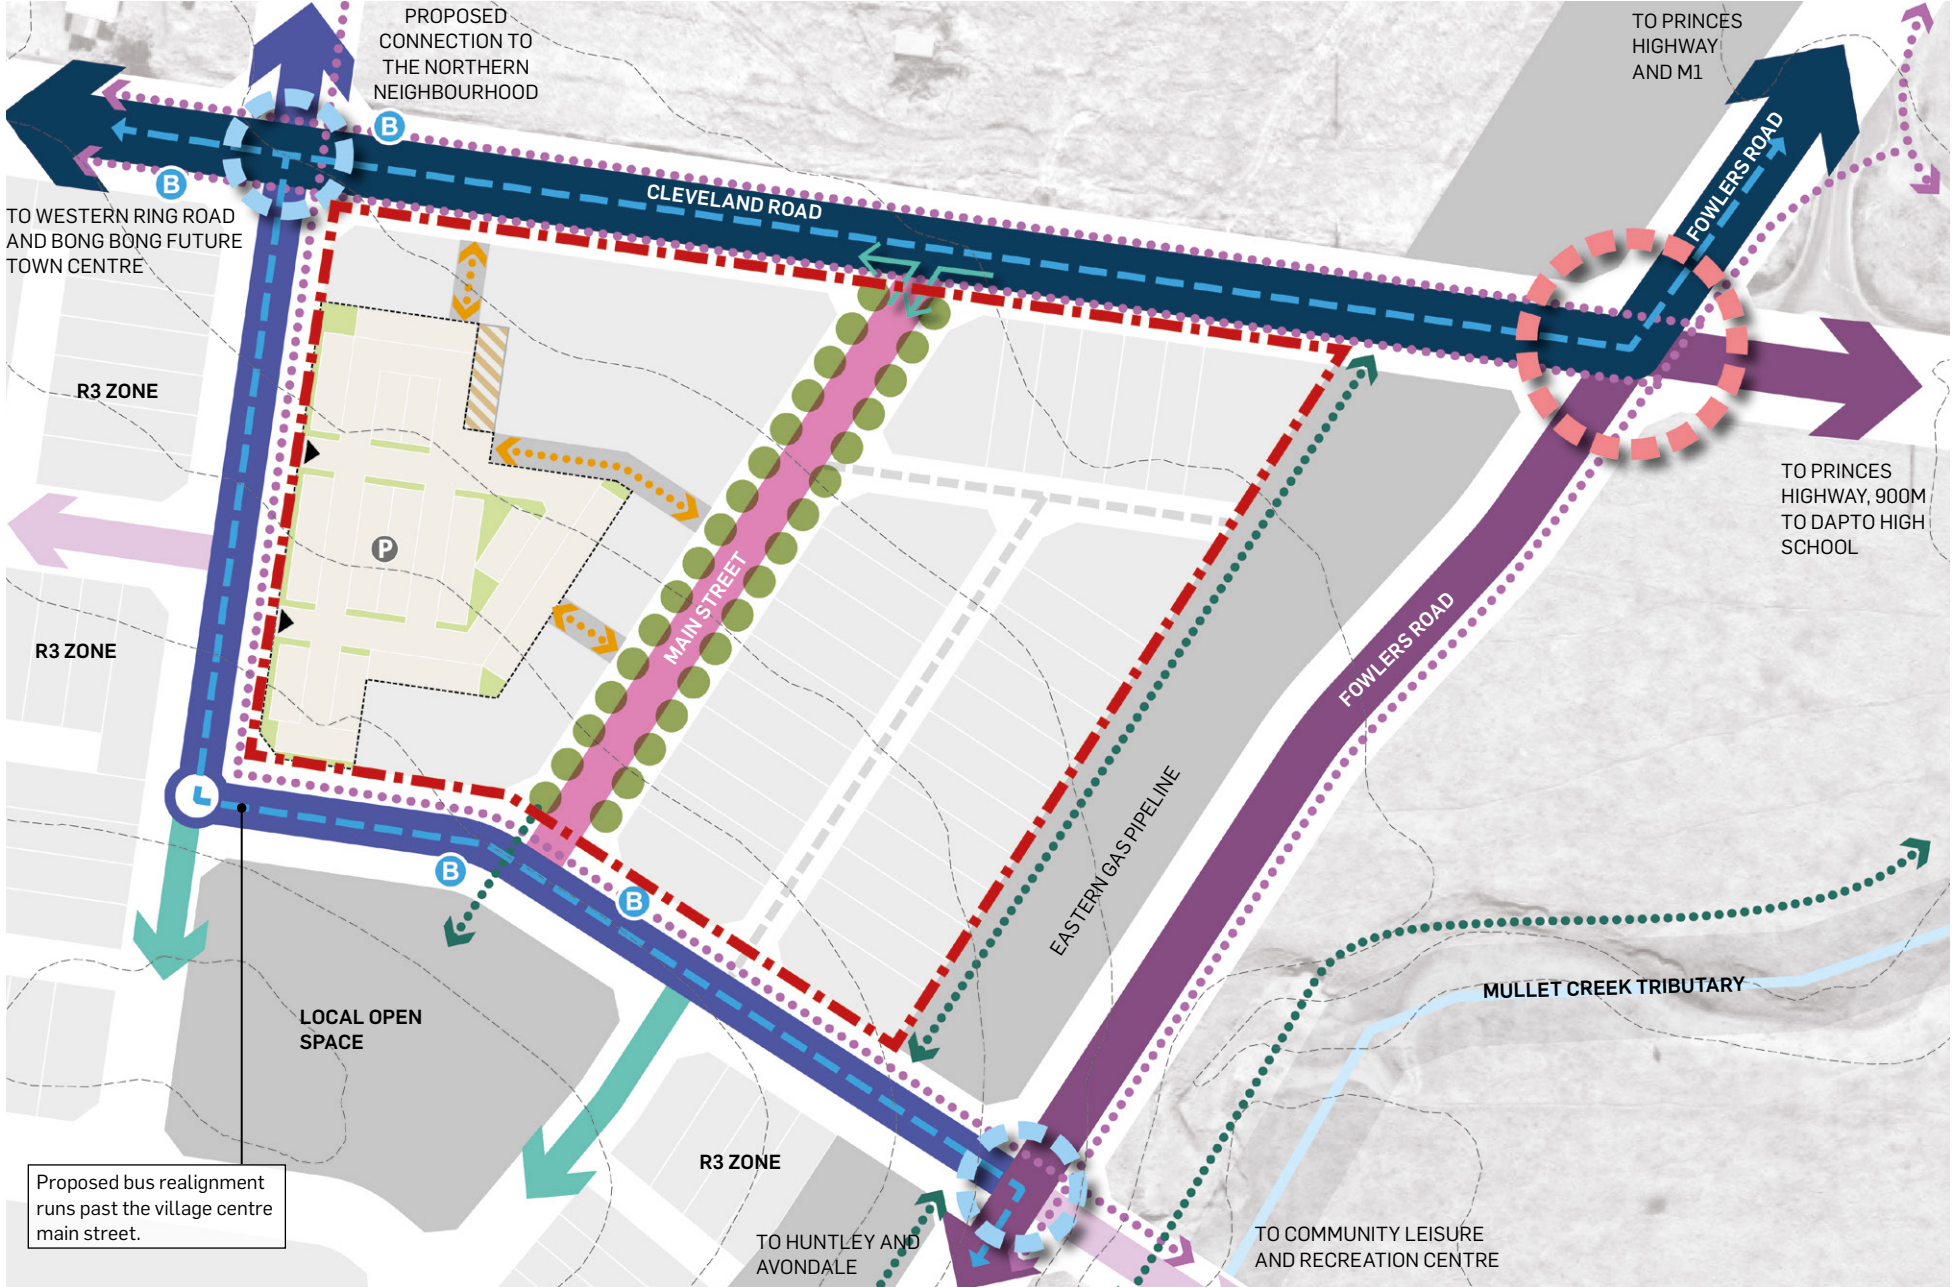 PROPOSED
CONNECTION TO
THE NORTHERN
NEIGHBOURHOOD
TO PRINCES
HIGHWAY
AND M1
B
B
CLEVELAND ROAD
FOWLERS ROAD
TO WESTERN RING ROAD
AND BONG BONG FUTURE
TOWN CENTRE
R3 ZONE
TO PRINCES
HIGHWAY, 900M
TO DAPTO HIGH
SCHOOL
P
MAIN STREET
R3 ZONE
FOWLERS ROAD
EASTERN GAS PIPELINE
B
B
MULLET CREEK TRIBUTARY
LOCAL OPEN
SPACE
R3 ZONE
Proposed bus realignment
runs past the village centre
main street.
TO HUNTLEY AND
AVONDALE
TO COMMUNITY LEISURE
AND RECREATION CENTRE